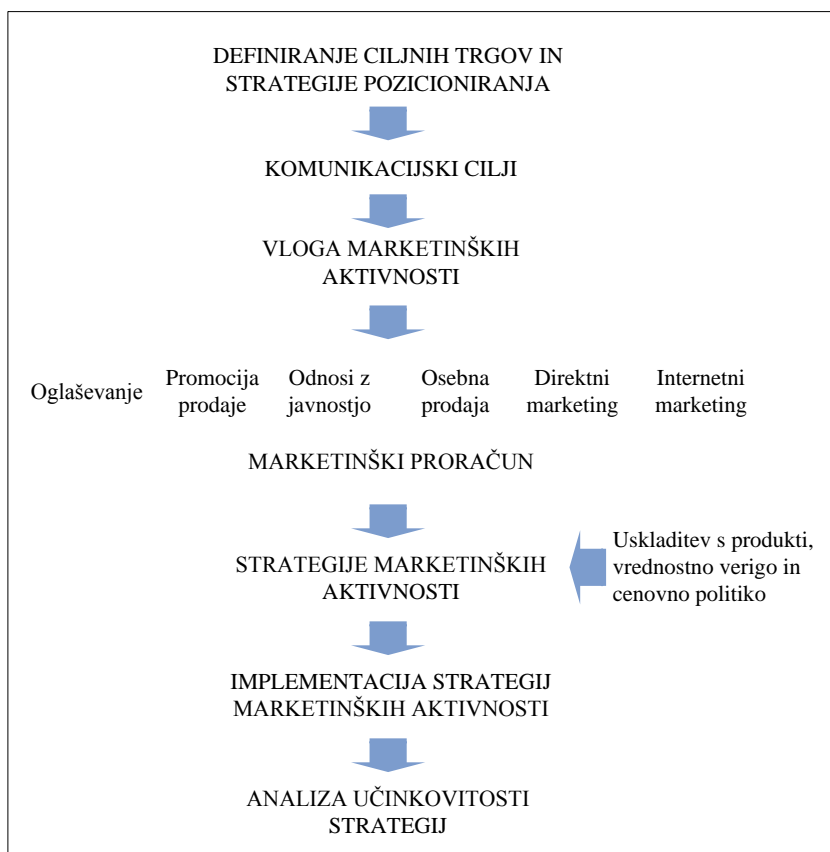 DEFINIRANJE CILJNIH TRGOV IN
STRATEGIJE POZICIONIRANJA
KOMUNIKACIJSKI CILJI
VLOGA MARKETINŠKIH
AKTIVNOSTI
Oglaševanje
Promocija
prodaje
Odnosi z
javnostjo
Osebna
prodaja
Direktni
marketing
Internetni
marketing
MARKETINŠKI PRORAČUN
STRATEGIJE MARKETINŠKIH
AKTIVNOSTI
Uskladitev s produkti,
vrednostno verigo in
cenovno politiko
IMPLEMENTACIJA STRATEGIJ
MARKETINŠKIH AKTIVNOSTI
ANALIZA UČINKOVITOSTI
STRATEGIJ